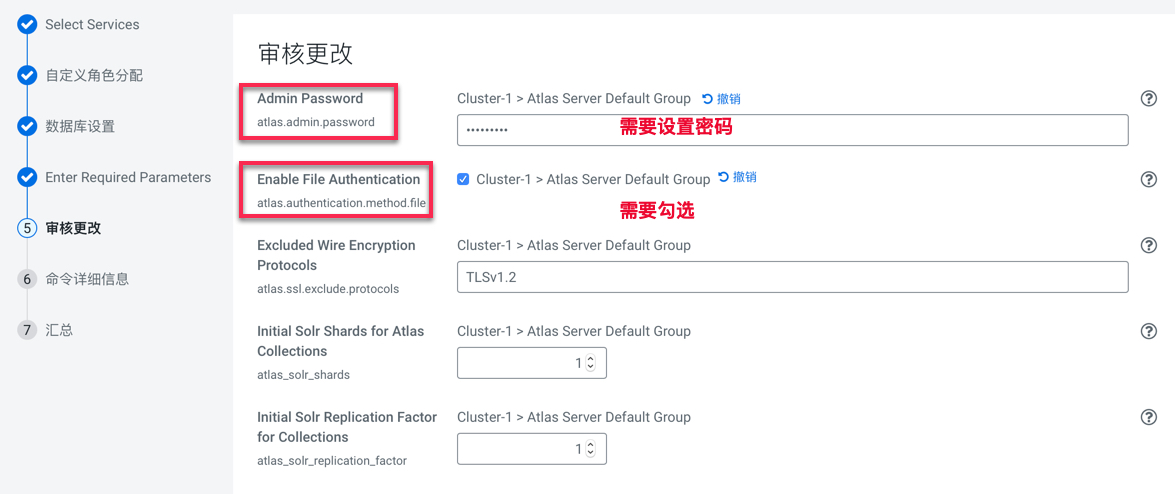 Select Services
自定义角色分配
数据库设置
Enter Required Parameters
5 审核更改
6 命令详细信息
7 汇总
审核更改
Admin Password
atlas.admin.password
Cluster-1 > Atlas Server Default Group 撤销
•••••••••
需要设置密码
Enable File Authentication
atlas.authentication.method.file
Cluster-1 > Atlas Server Default Group 撤销
需要勾选
Excluded Wire Encryption
Protocols
atlas.ssl.exclude.protocols
Cluster-1 > Atlas Server Default Group
TLSv1.2
Initial Solr Shards for Atlas
Collections
atlas_solr_shards
Cluster-1 > Atlas Server Default Group
1
Initial Solr Replication Factor
for Collections
atlas_solr_replication_factor
Cluster-1 > Atlas Server Default Group
1